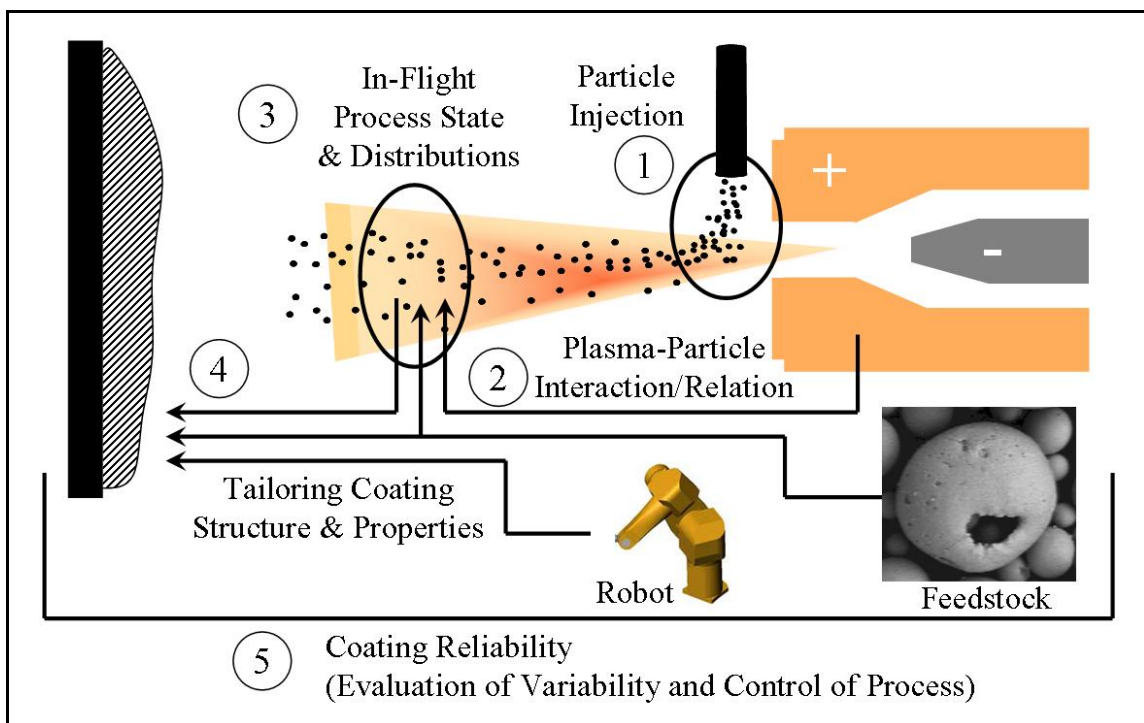 3
In-Flight
Process State
& Distributions
Particle
Injection
1
+
-
4
2
Plasma-Particle
Interaction/Relation
Tailoring Coating
Structure & Properties
Robot
Feedstock
5
Coating Reliability
(Evaluation of Variability and Control of Process)